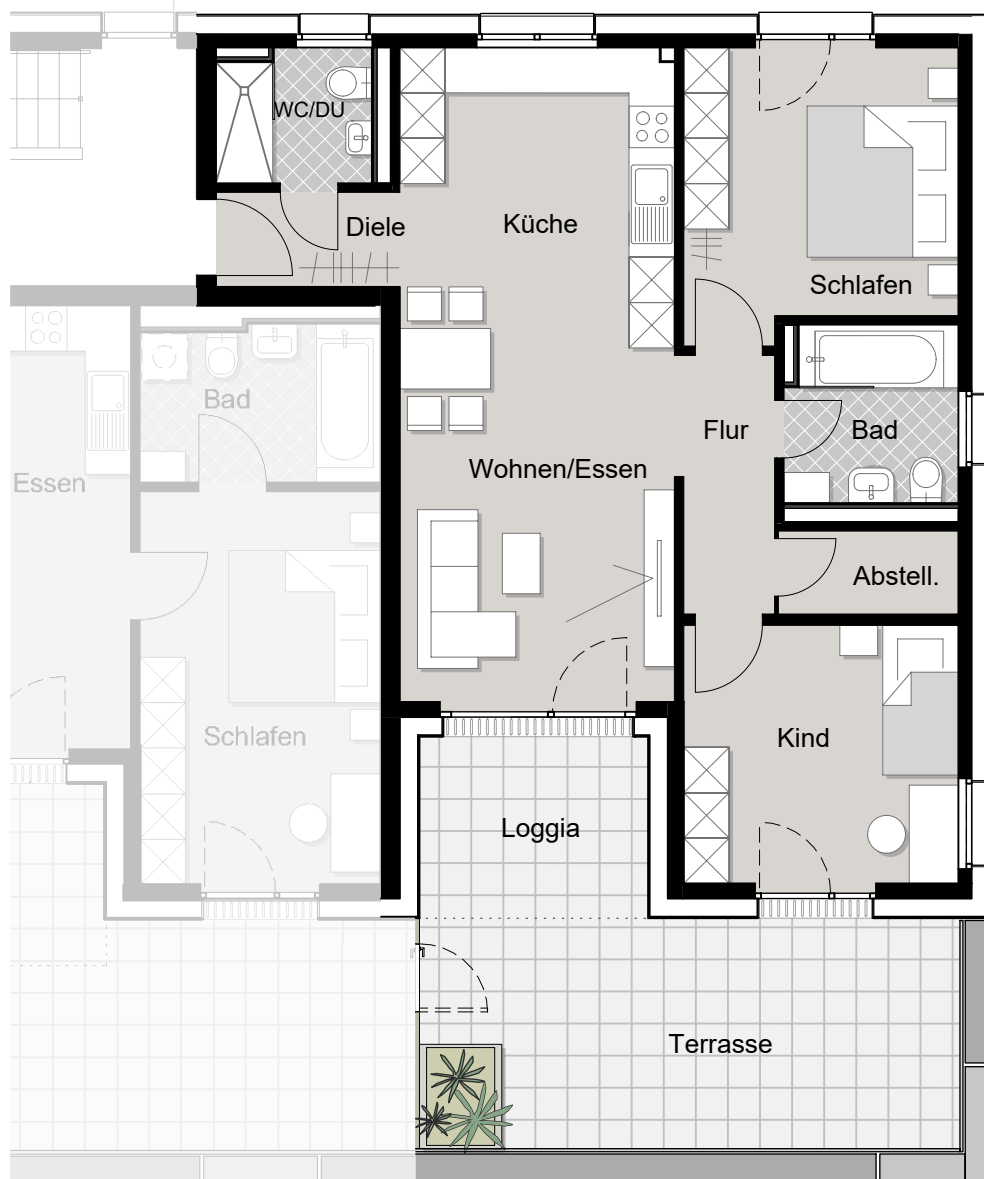 WC/DU
Diele
Küche
Schlafen
Bad
Flur
Bad
Essen
Wohnen/Essen
Abstell.
Schlafen
Kind
Loggia
Terrasse